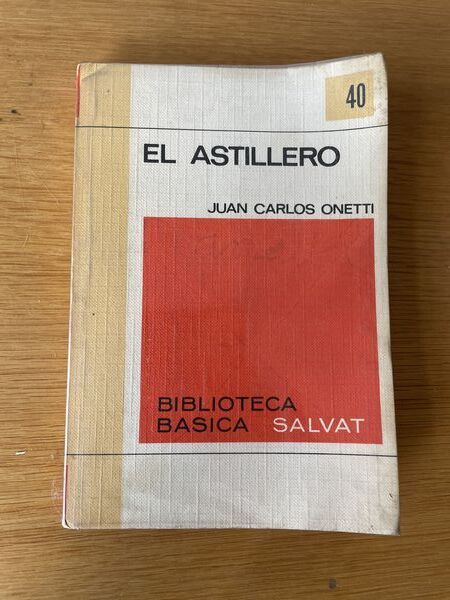 40
EL ASTILLERO
JUAN CARLOS ONETTI
BIBLIOTECA
BASICA SALVAT